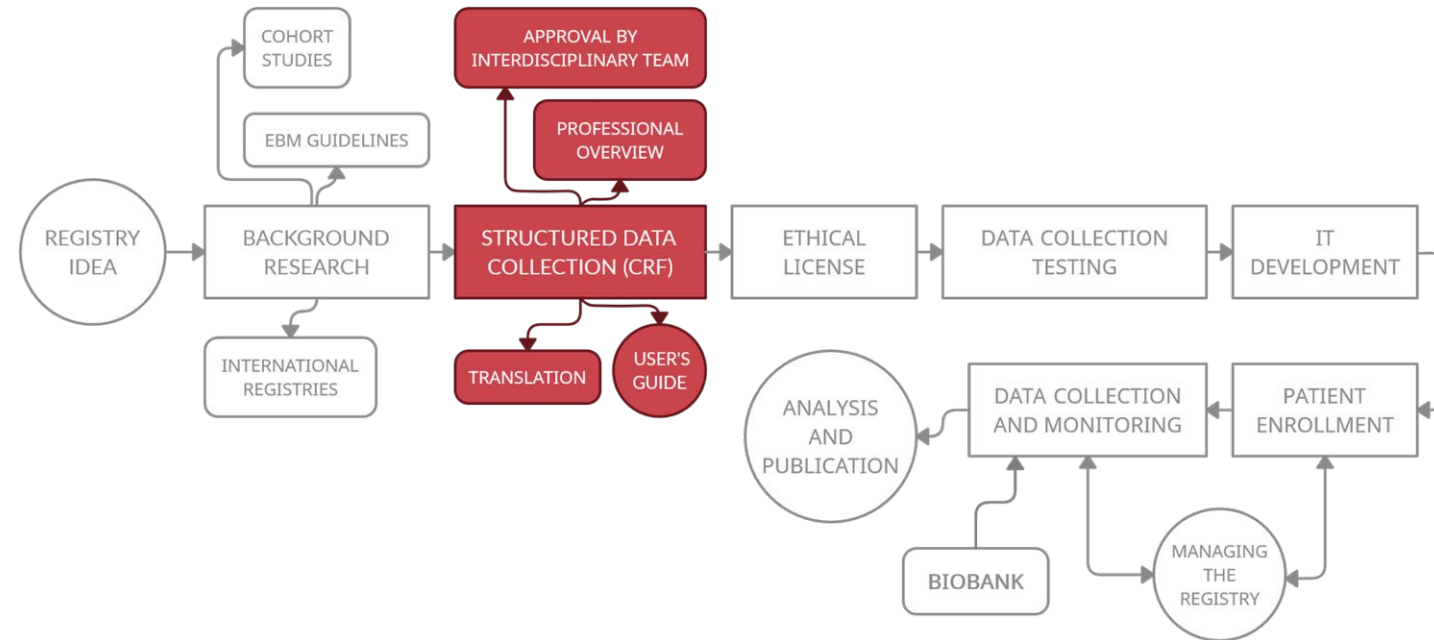 COHORT
STUDIES
EBM GUIDELINES
APPROVAL BY
INTERDISCIPLINARY TEAM
PROFESSIONAL
OVERVIEW
REGISTRY
IDEA
BACKGROUND
RESEARCH
STRUCTURED DATA
COLLECTION (CRF)
ETHICAL
LICENSE
DATA COLLECTION
TESTING
IT
DEVELOPMENT
INTERNATIONAL
REGISTRIES
TRANSLATION
USER'S
GUIDE
ANALYSIS
AND
PUBLICATION
DATA COLLECTION
AND MONITORING
PATIENT
ENROLLMENT
BIOBANK
MANAGING
THE
REGISTRY